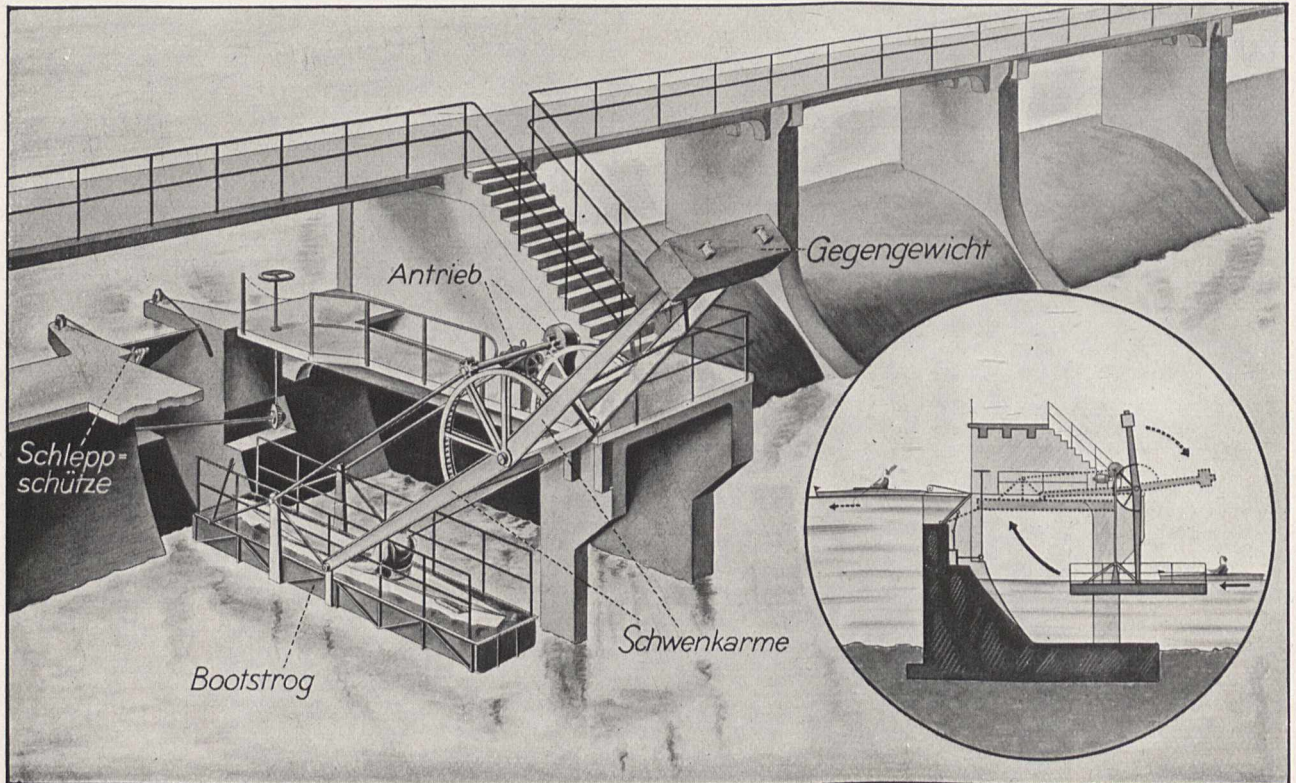 Gegengewicht
Antrieb
Schlepp=
schütze
Schwenkarme
Bootstrog